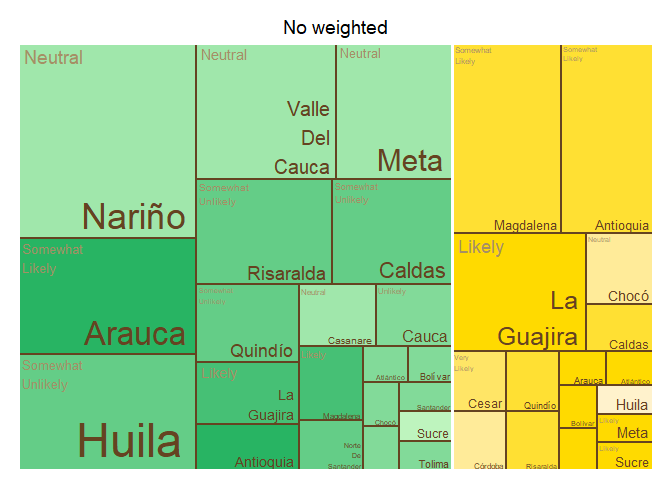 No weighted
Neutral
Nariño
Neutral
Valle
Del
Cauca
Neutral
Meta
Somewhat
Likely
Magdalena
Somewhat
Likely
Antioquia
Somewhat
Unlikely
Risaralda
Somewhat
Unlikely
Caldas
Somewhat
Likely
Arauca
Likely
La
Guajira
Neutral
Chocó
Caldas
Somewhat
Unlikely
Quindío
Neutral
Casanare
Unlikely
Cauca
Somewhat
Unlikely
Huila
Likely
La
Guajira
Antioquia
Likely
Magdalena
Atlántico
Bolívar
Chocó
Santander
Sucre
Norte
De
Santander
Tolima
Very
Likely
Cesar
Quindío
Arauca
Atlántico
Huila
Bolívar
Likely
Meta
Córdoba
Risaralda
Likely
Sucre